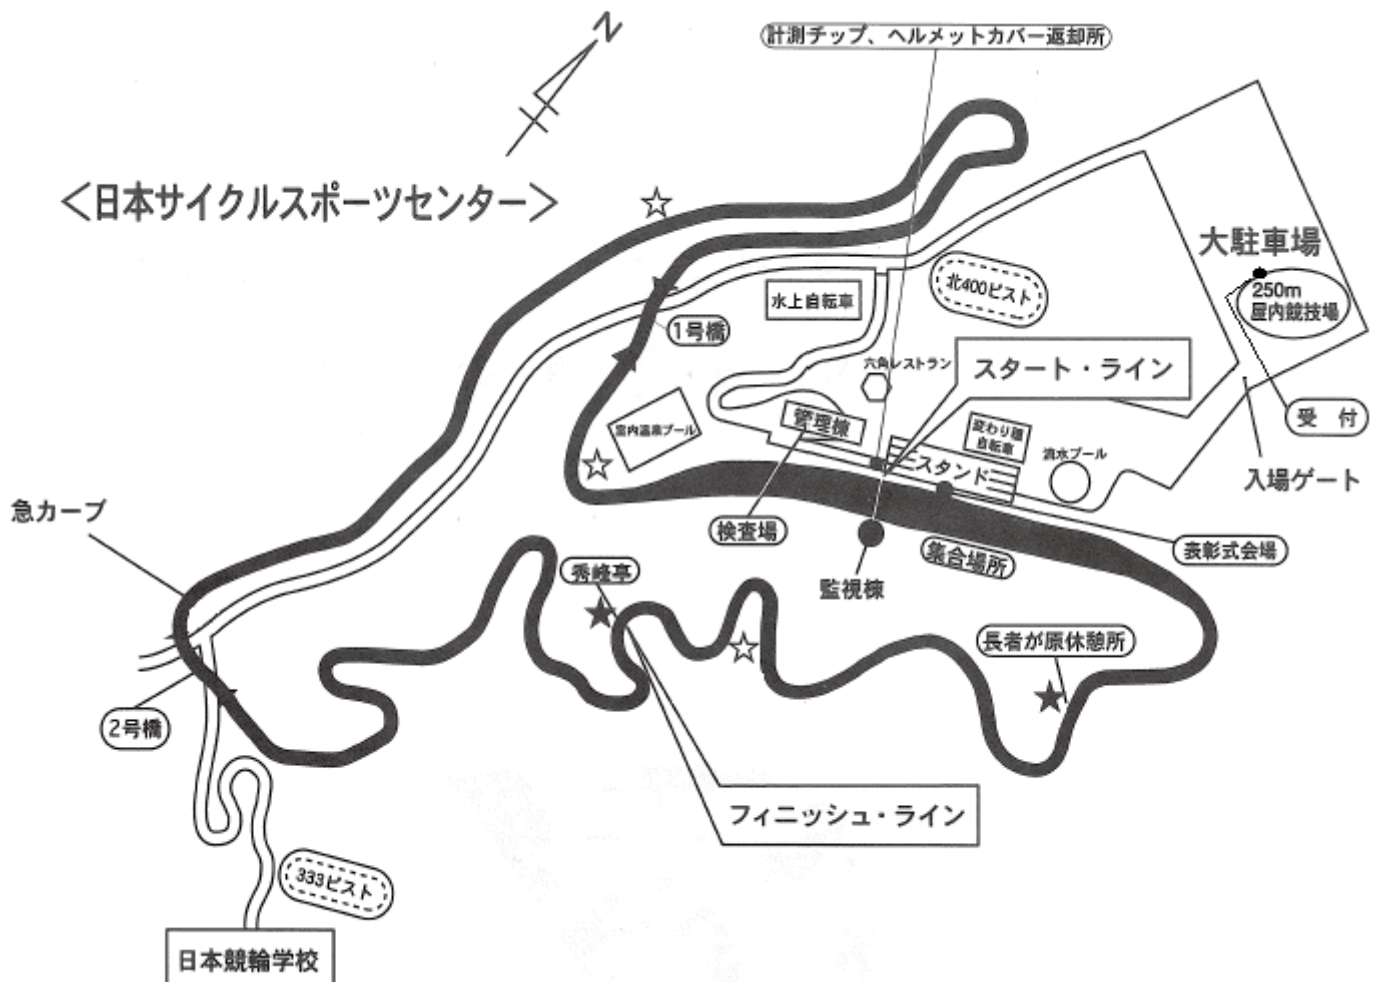 N
計測チップ、ヘルメットカバー返却所
＜日本サイクルスポーツセンター＞
大駐車場
250m
屋内競技場
北400ピスト
水上自転車
1号橋
六角レストラン
スタート・ライン
受　付
管理棟
変わり種
自転車
室内温泉プール
スタンド
流水プール
入場ゲート
急カーブ
検査場
集合場所
表彰式会場
秀峰亭
監視棟
長者が原休憩所
2号橋
フィニッシュ・ライン
333ピスト
日本競輪学校